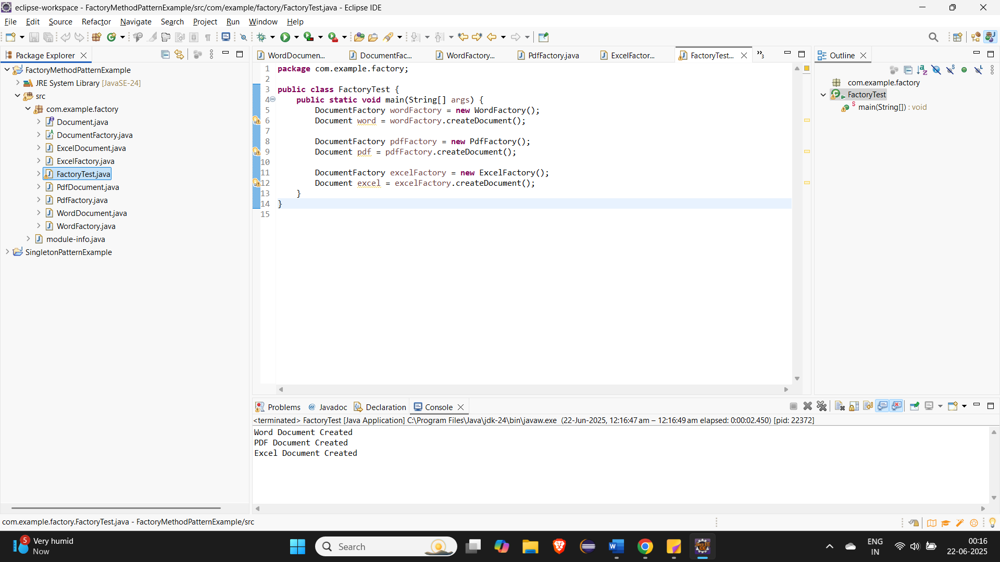 eclipse-workspace - FactoryMethodPatternExample/src/com/example/factory/FactoryTest.java - Eclipse IDE
File Edit Source Refactor Navigate Search Project Run Window Help
Package Explorer
FactoryMethodPatternExample
JRE System Library [JavaSE-24]
src
com.example.factory
Document.java
DocumentFactory.java
ExcelDocument.java
ExcelFactory.java
FactoryTest.java
PdfDocument.java
PdfFactory.java
WordDocument.java
WordFactory.java
module-info.java
SingletonPatternExample
WordDocumen... DocumentFac... WordFactory... PdfFactory.java ExcelFactor... FactoryTest... »3
1 package com.example.factory;
2
3 public class FactoryTest {
4 public static void main(String[] args) {
5 DocumentFactory wordFactory = new WordFactory();
6 Document word = wordFactory.createDocument();
7
8 DocumentFactory pdfFactory = new PdfFactory();
9 Document pdf = pdfFactory.createDocument();
10
11 DocumentFactory excelFactory = new ExcelFactory();
12 Document excel = excelFactory.createDocument();
13 }
14 }
15
Outline
com.example.factory
FactoryTest
main(String[]) : void
Problems Javadoc Declaration Console
<terminated> FactoryTest [Java Application] C:\Program Files\Java\jdk-24\bin\javaw.exe (22-Jun-2025, 12:16:47 am – 12:16:49 am elapsed: 0:00:02.450) [pid: 22372]
Word Document Created
PDF Document Created
Excel Document Created
com.example.factory.FactoryTest.java - FactoryMethodPatternExample/src
5
Very humid
Now
Search
ENG
IN
00:16
22-06-2025